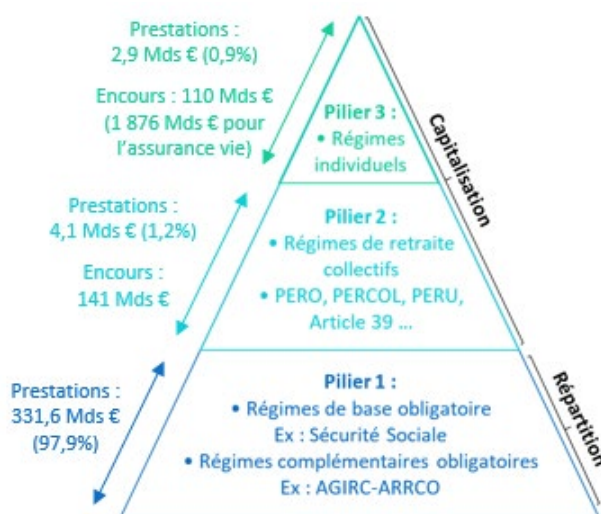 Prestations :
2,9 Mds € (0,9%)
Encours : 110 Mds €
(1 876 Mds € pour
l'assurance vie)
Pilier 3 :
• Régimes
individuels
Capitalisation
Prestations :
4,1 Mds € (1,2%)
Encours :
141 Mds €
Pilier 2 :
• Régimes de retraite
collectifs
• PERO, PERCOL, PERU,
Article 39 ...
Prestations :
331,6 Mds €
(97,9%)
Pilier 1 :
• Régimes de base obligatoire
Ex : Sécurité Sociale
• Régimes complémentaires obligatoires
Ex : AGIRC-ARRCO
Répartition